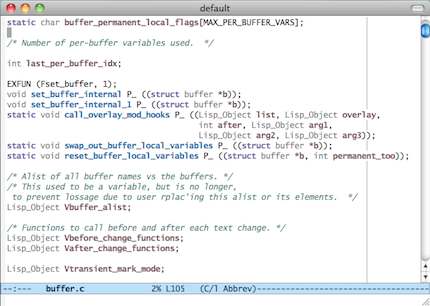 default
static char buffer_permanent_local_flags[MAX_PER_BUFFER_VARS];
/* Number of per-buffer variables used.  */
int last_per_buffer_idx;
EXFUN (Fset_buffer, 1);
void set_buffer_internal P_ ((struct buffer *b));
void set_buffer_internal_1 P_ ((struct buffer *b));
static void call_overlay_mod_hooks P_ ((Lisp_Object list, Lisp_Object overlay,
int after, Lisp_Object arg1,
Lisp_Object arg2, Lisp_Object arg3));
static void swap_out_buffer_local_variables P_ ((struct buffer *b));
static void reset_buffer_local_variables P_ ((struct buffer *b, int permanent_too));
/* Alist of all buffer names vs the buffers. */
/* This used to be a variable, but is no longer,
to prevent lossage due to user rplac'ing this alist or its elements.  */
Lisp_Object Vbuffer_alist;
/* Functions to call before and after each text change. */
Lisp_Object Vbefore_change_functions;
Lisp_Object Vafter_change_functions;
Lisp_Object Vtransient_mark_mode;
--:--- buffer.c 2% L105 (C/l Abbrev)--------------------------------